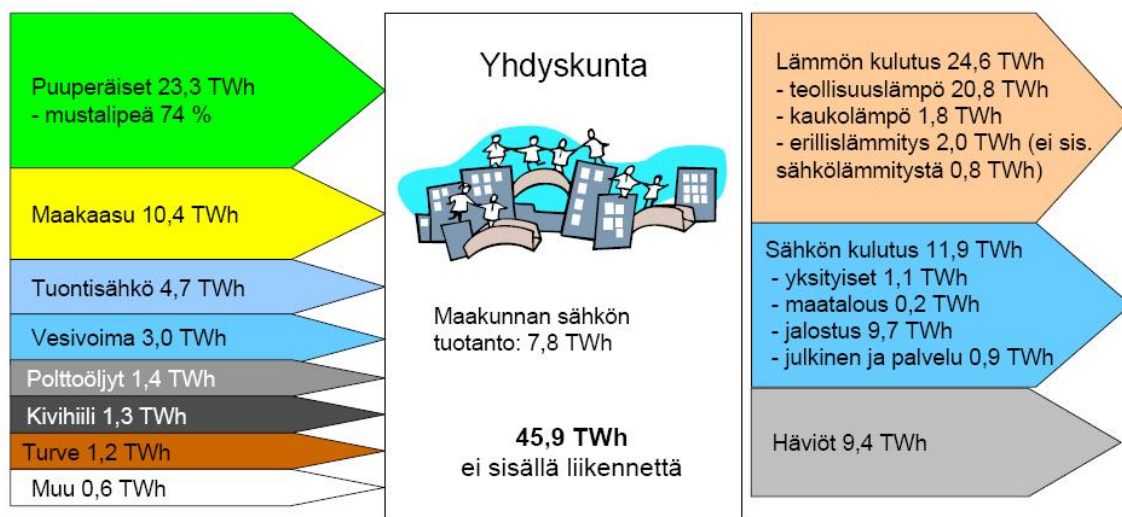 Puuperäiset 23,3 TWh
- mustalipeä 74 %
Maakaasu 10,4 TWh
Tuontisähkö 4,7 TWh
Vesivoima 3,0 TWh
Polttoöljyt 1,4 TWh
Kivihiili 1,3 TWh
Turve 1,2 TWh
Muu 0,6 TWh
Yhdyskunta
Maakunnan sähkön
tuotanto: 7,8 TWh
45,9 TWh
ei sisällä liikennettä
Lämmön kulutus 24,6 TWh
- teollisuuslämpö 20,8 TWh
- kaukolämpö 1,8 TWh
- erillislämmitys 2,0 TWh (ei sis.
sähkölämmitystä 0,8 TWh)
Sähkön kulutus 11,9 TWh
- yksityiset 1,1 TWh
- maatalous 0,2 TWh
- jalostus 9,7 TWh
- julkinen ja palvelu 0,9 TWh
Häviöt 9,4 TWh